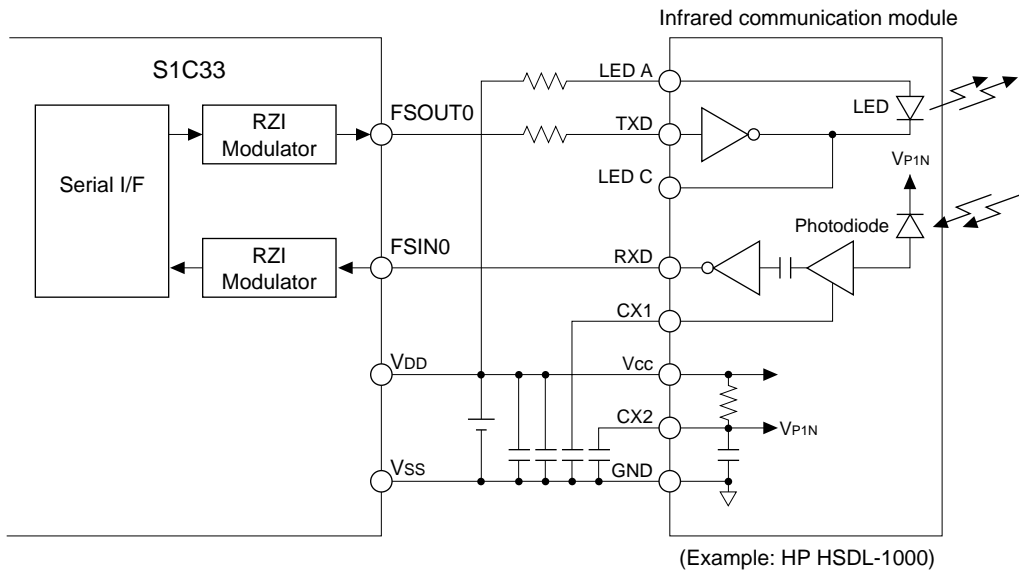 Infrared communication module
S1C33
Serial I/F
RZI
Modulator
RZI
Modulator
FSOUT0
FSIN0
VDD
VSS
LED A
TXD
LED C
RXD
CX1
Vcc
CX2
GND
LED
VP1N
Photodiode
VP1N
(Example: HP HSDL-1000)